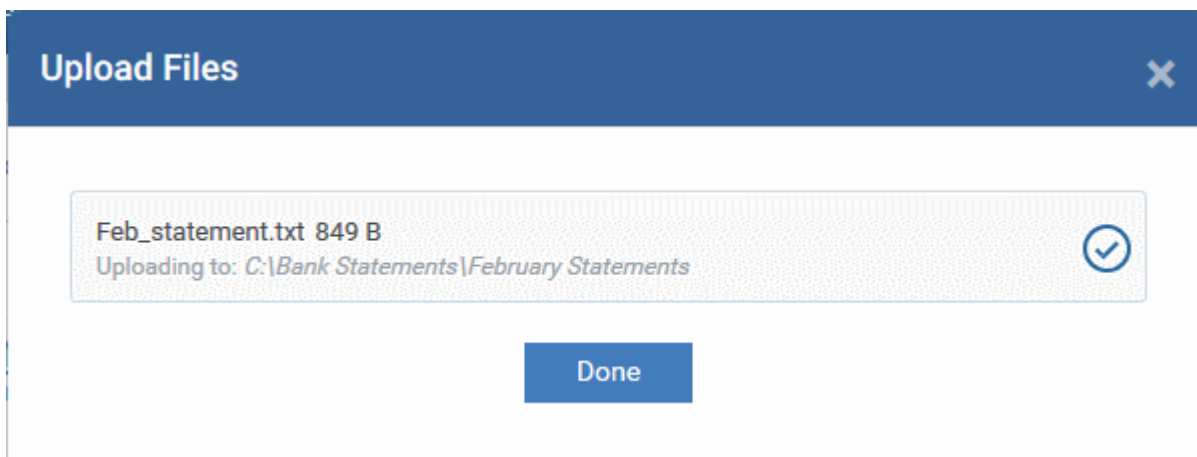 Upload Files
Feb_statement.txt 849 B
Uploading to: C:\Bank Statements\February Statements
Done